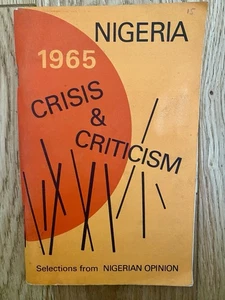 NIGERIA
1965
CRISIS
&
CRITICISM
Selections from NIGERIAN OPINION